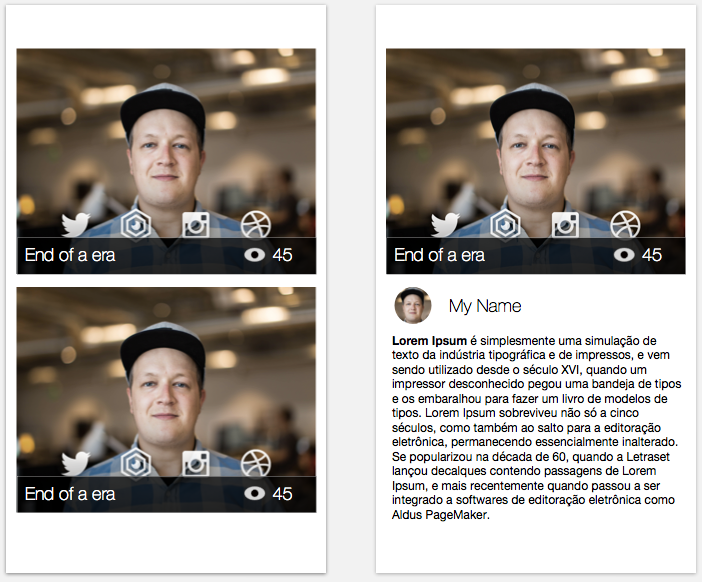 End of a era 45
End of a era 45
End of a era 45
My Name
Lorem Ipsum é simplesmente uma simulação de
texto da indústria tipográfica e de impressos, e vem
sendo utilizado desde o século XVI, quando um
impressor desconhecido pegou uma bandeja de tipos
e os embaralhou para fazer um livro de modelos de
tipos. Lorem Ipsum sobreviveu não só a cinco
séculos, como também ao salto para a editoração
eletrônica, permanecendo essencialmente inalterado.
Se popularizou na década de 60, quando a Letraset
lançou decalques contendo passagens de Lorem
Ipsum, e mais recentemente quando passou a ser
integrado a softwares de editoração eletrônica como
Aldus PageMaker.